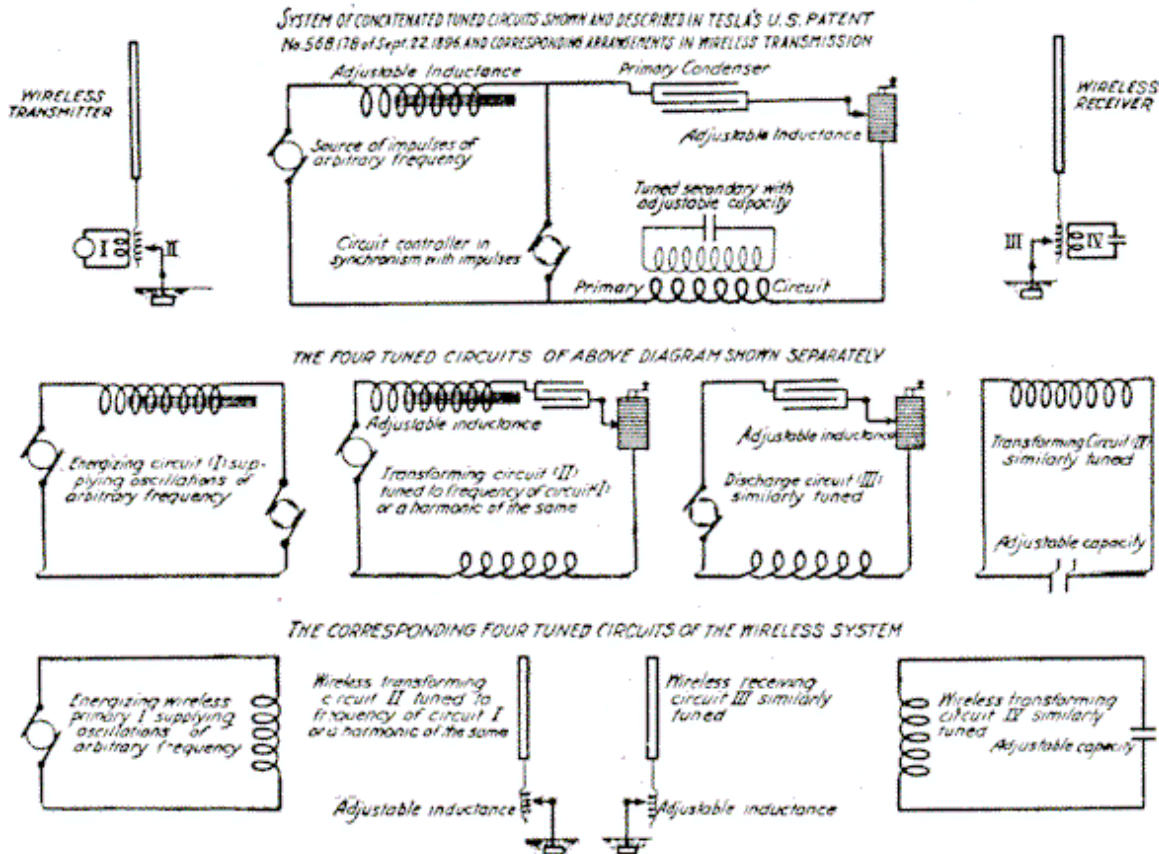 SYSTEM OF CONCATENATED TUNED CIRCUITS SHOWN AND DESCRIBED IN TESLA'S U.S. PATENT
No. 568,178 of Sept. 22, 1896, AND CORRESPONDING ARRANGEMENTS IN WIRELESS TRANSMISSION
WIRELESS
TRANSMITTER
I
II
Adjustable Inductance
Source of impulses of
arbitrary frequency
Circuit controller in
synchronism with impulses
Primary Condenser
Adjustable Inductance
Tuned secondary with
adjustable capacity
Primary Circuit
WIRELESS
RECEIVER
III
IV
THE FOUR TUNED CIRCUITS OF ABOVE DIAGRAM SHOWN SEPARATELY
Energizing circuit (I) sup-
plying oscillations of
arbitrary frequency
Adjustable inductance
Transforming circuit (II)
tuned to frequency of circuit (I)
or a harmonic of the same
Adjustable inductance
Discharge circuit (III)
similarly tuned
Transforming Circuit (IV)
similarly tuned
Adjustable capacity
THE CORRESPONDING FOUR TUNED CIRCUITS OF THE WIRELESS SYSTEM
Energizing wireless
primary I supplying
oscillations of
arbitrary frequency
Wireless transforming
circuit II tuned to
frequency of circuit I
or a harmonic of the same
Adjustable inductance
Wireless receiving
circuit III similarly
tuned
Adjustable inductance
Wireless transforming
circuit IV similarly
tuned
Adjustable capacity